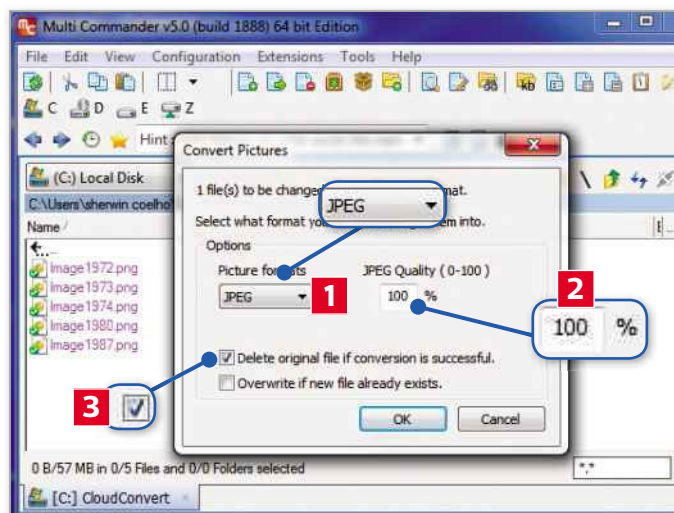 Multi Commander v5.0 (build 1888) 64 bit Edition
File Edit View Configuration Extensions Tools Help
C D E Z
Hint
Convert Pictures
(C:) Local Disk
1 file(s) to be changed mat.
JPEG
C:\Users\sherwin coelho
Select what format you em into.
Name
Options
Picture formats JPEG Quality ( 0-100 )
Image1972.png
Image1973.png
Image1974.png
Image1980.png
Image1987.png
JPEG 1 100 %
2
100 %
Delete original file if conversion is successful.
Overwrite if new file already exists.
3
OK Cancel
0 B/57 MB in 0/5 Files and 0/0 Folders selected
*.*
[C:] CloudConvert